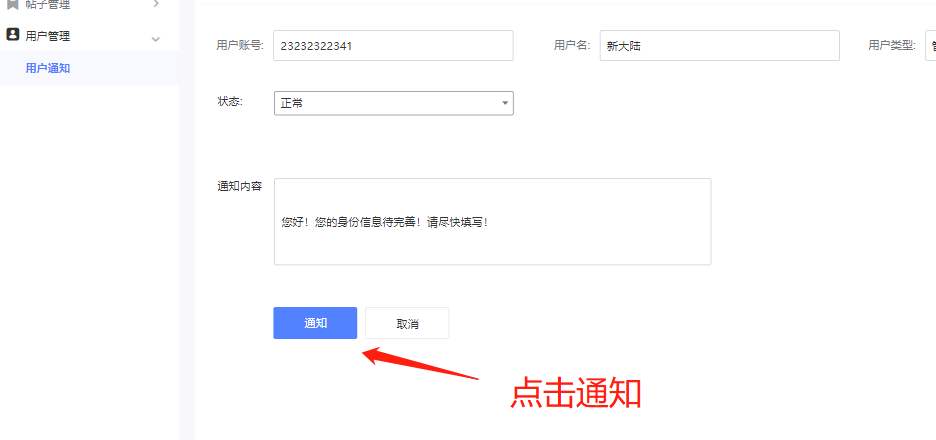 帖子管理
用户管理
用户通知
用户账号: 23232322341 用户名: 新大陆 用户类型:
状态: 正常
通知内容
您好！您的身份信息待完善！请尽快填写！
通知 取消
点击通知